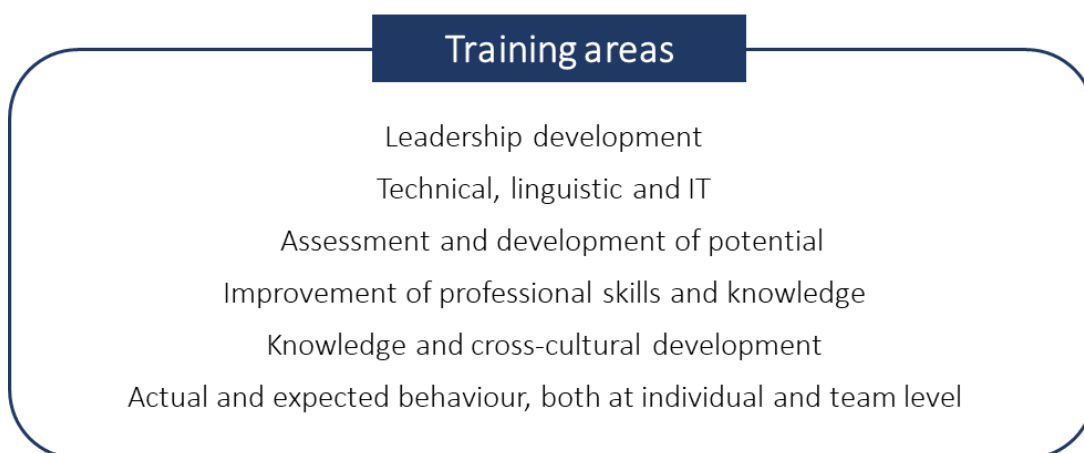 Training areas
Leadership development
Technical, linguistic and IT
Assessment and development of potential
Improvement of professional skills and knowledge
Knowledge and cross-cultural development
Actual and expected behaviour, both at individual and team level